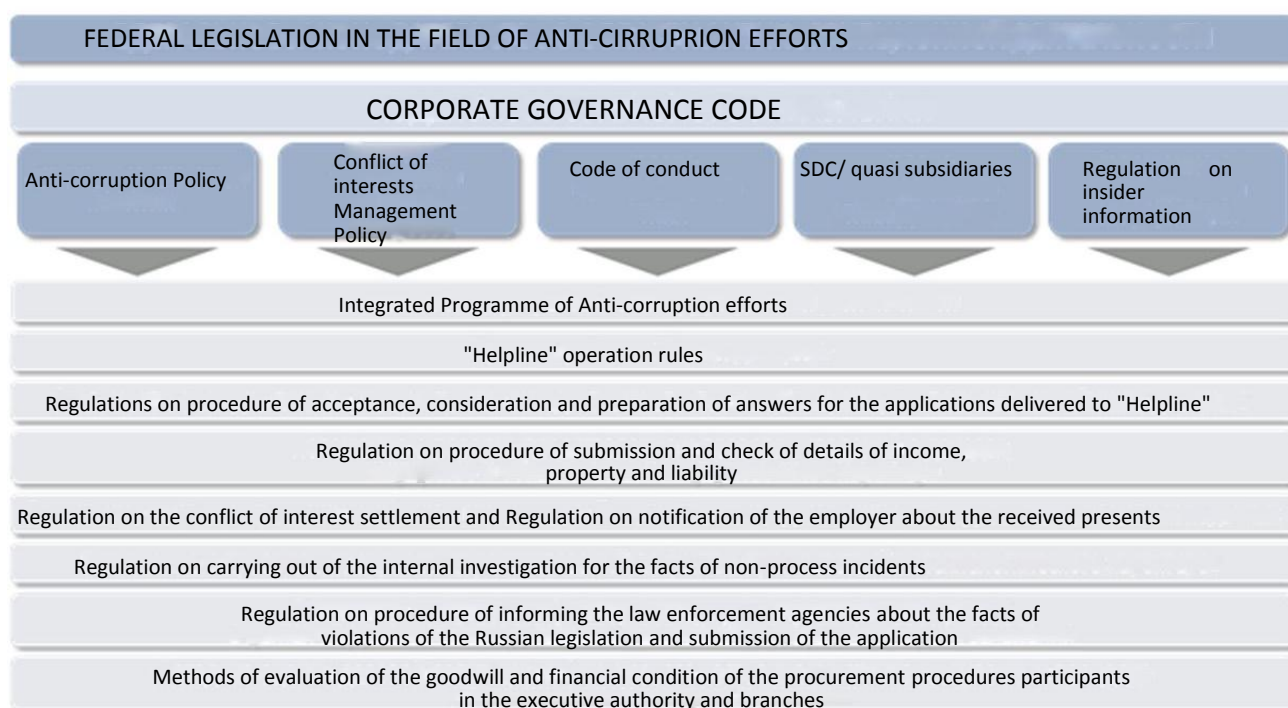 FEDERAL LEGISLATION IN THE FIELD OF ANTI-CIRRUPRION EFFORTS
CORPORATE GOVERNANCE CODE
Anti-corruption Policy
Conflict of
interests
Management
Policy
Code of conduct
SDC/ quasi subsidiaries
Regulation on
insider
information
Integrated Programme of Anti-corruption efforts
"Helpline" operation rules
Regulations on procedure of acceptance, consideration and preparation of answers for the applications delivered to "Helpline"
Regulation on procedure of submission and check of details of income,
property and liability
Regulation on the conflict of interest settlement and Regulation on notification of the employer about the received presents
Regulation on carrying out of the internal investigation for the facts of non-process incidents
Regulation on procedure of informing the law enforcement agencies about the facts of
violations of the Russian legislation and submission of the application
Methods of evaluation of the goodwill and financial condition of the procurement procedures participants
in the executive authority and branches